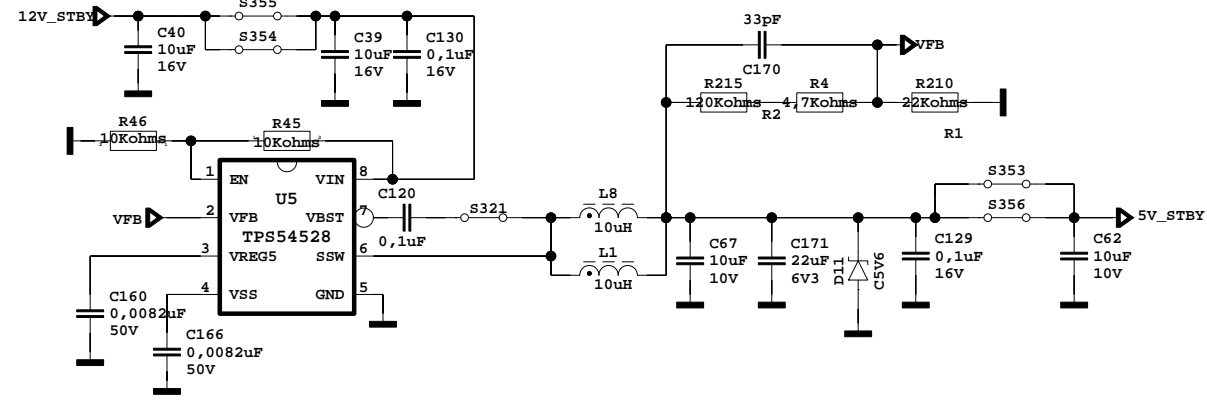 12V_STBY
S355
S354
C40
10uF
16V
C39
10uF
16V
C130
0,1uF
16V
33pF
C170
VFB
R215
120Kohms
R2
R4
4,7Kohms
R210
22Kohms
R1
R46
10Kohms
R45
10Kohms
1
EN
VIN
8
U5
TPS54528
2
VFB
VFB
VBST
7
3
VREG5
SSW
6
4
VSS
GND
5
C120
0,1uF
S321
L8
10uH
L1
10uH
C67
10uF
10V
C171
22uF
6V3
D11
C5V6
C129
0,1uF
16V
S353
S356
5V_STBY
C62
10uF
10V
C160
0,0082uF
50V
C166
0,0082uF
50V